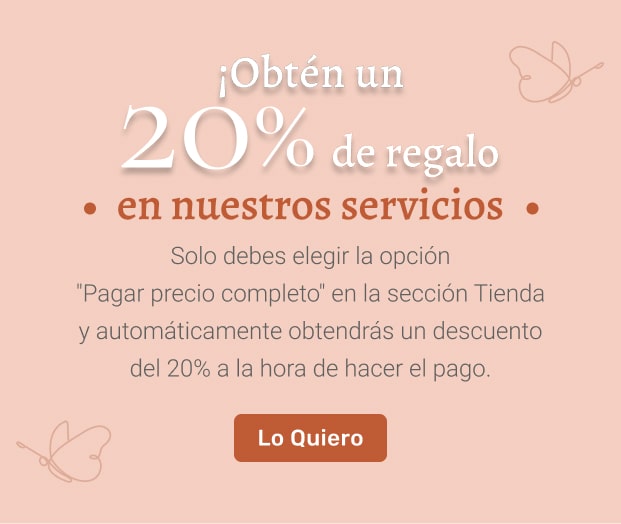 ¡Obtén un
20% de regalo
• en nuestros servicios •
Solo debes elegir la opción
"Pagar precio completo" en la sección Tienda
y automáticamente obtendrás un descuento
del 20% a la hora de hacer el pago.
Lo Quiero